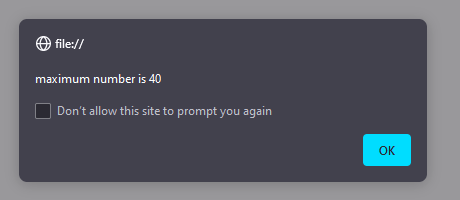 file://
maximum number is 40
Don't allow this site to prompt you again
OK